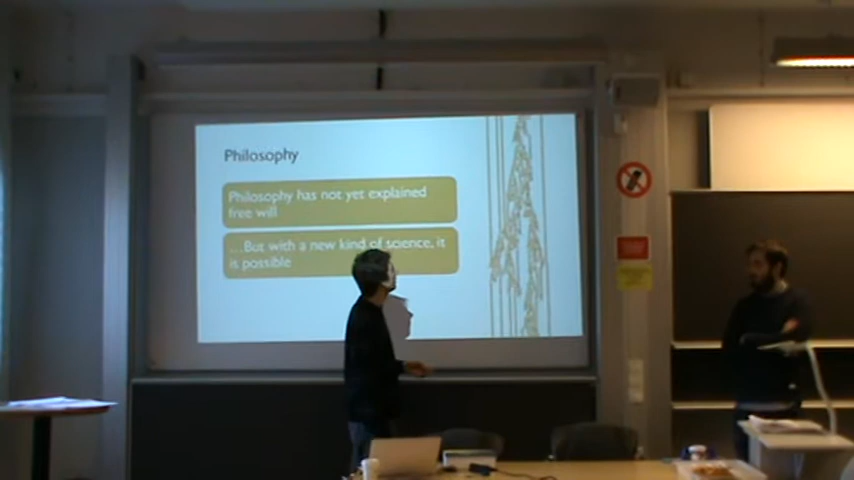 Philosophy
Philosophy has not yet explained
free will
...But with a new kind of science, it
is possible